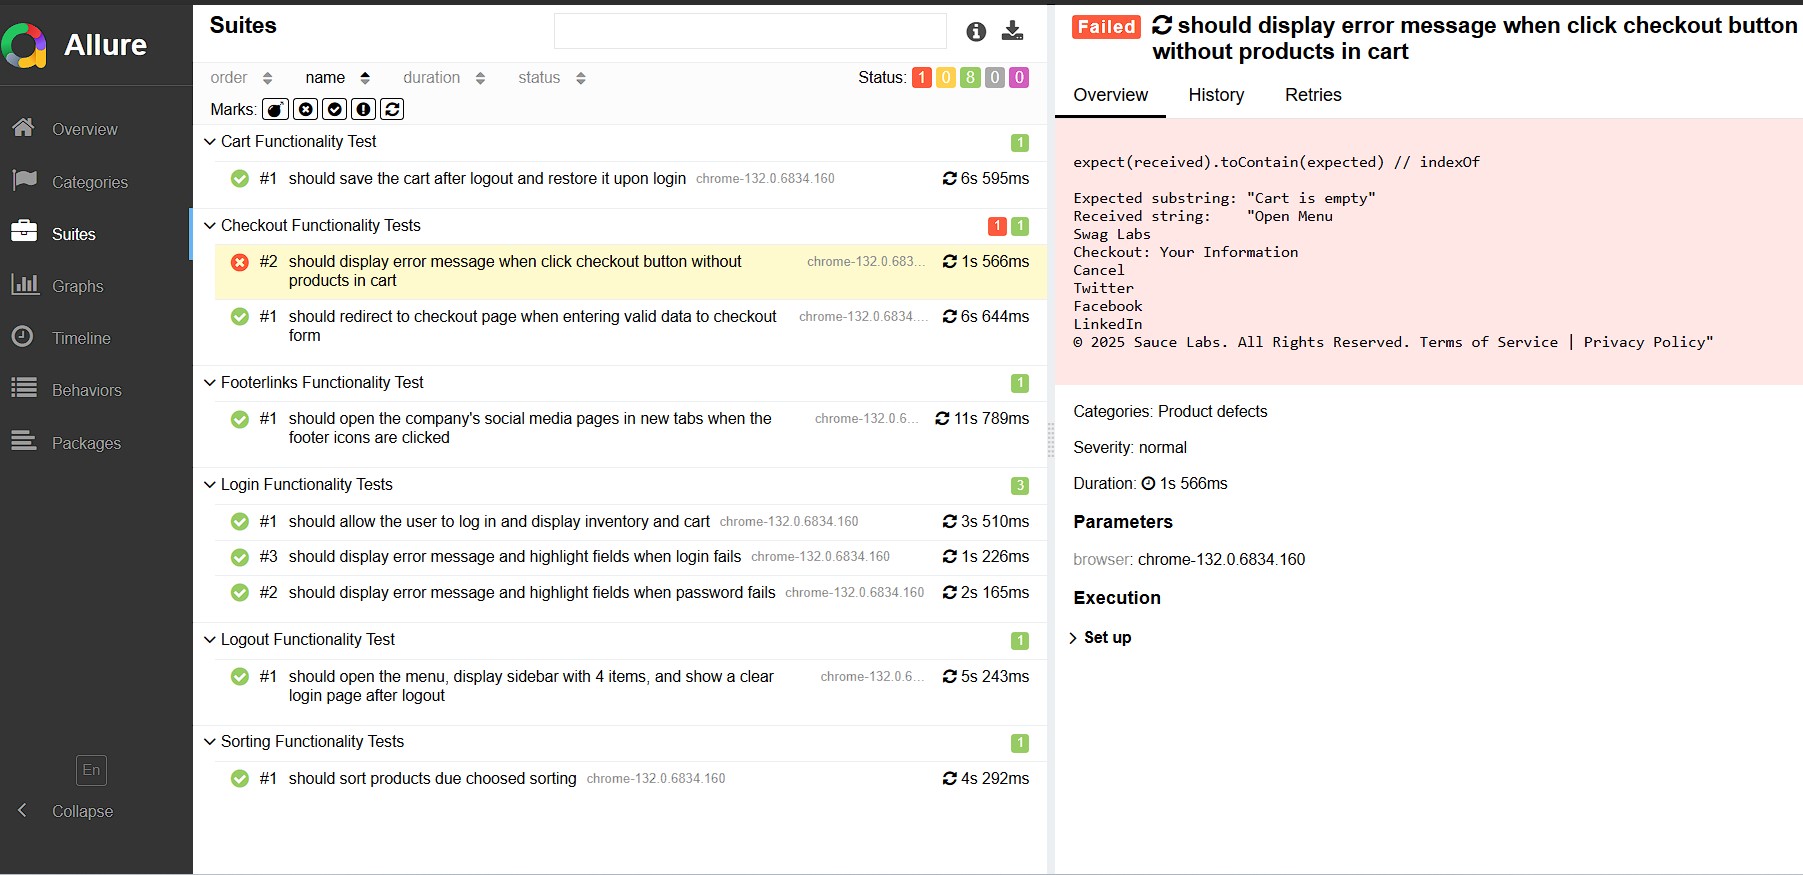 Allure
Overview
Categories
Suites
Graphs
Timeline
Behaviors
Packages
En
Collapse
Suites
order name duration status Status: 1 0 8 0 0
Marks:
Cart Functionality Test 1
#1 should save the cart after logout and restore it upon login chrome-132.0.6834.160 6s 595ms
Checkout Functionality Tests 1 1
#2 should display error message when click checkout button without chrome-132.0.683... 1s 566ms
products in cart
#1 should redirect to checkout page when entering valid data to checkout chrome-132.0.6834.... 6s 644ms
form
Footerlinks Functionality Test 1
#1 should open the company's social media pages in new tabs when the chrome-132.0.6... 11s 789ms
footer icons are clicked
Login Functionality Tests 3
#1 should allow the user to log in and display inventory and cart chrome-132.0.6834.160 3s 510ms
#3 should display error message and highlight fields when login fails chrome-132.0.6834.160 1s 226ms
#2 should display error message and highlight fields when password fails chrome-132.0.6834.160 2s 165ms
Logout Functionality Test 1
#1 should open the menu, display sidebar with 4 items, and show a clear chrome-132.0.6... 5s 243ms
login page after logout
Sorting Functionality Tests 1
#1 should sort products due choosed sorting chrome-132.0.6834.160 4s 292ms
Failed should display error message when click checkout button
without products in cart
Overview History Retries
expect(received).toContain(expected) // indexOf
Expected substring: "Cart is empty"
Received string: "Open Menu
Swag Labs
Checkout: Your Information
Cancel
Twitter
Facebook
LinkedIn
© 2025 Sauce Labs. All Rights Reserved. Terms of Service | Privacy Policy"
Categories: Product defects
Severity: normal
Duration: 1s 566ms
Parameters
browser: chrome-132.0.6834.160
Execution
Set up